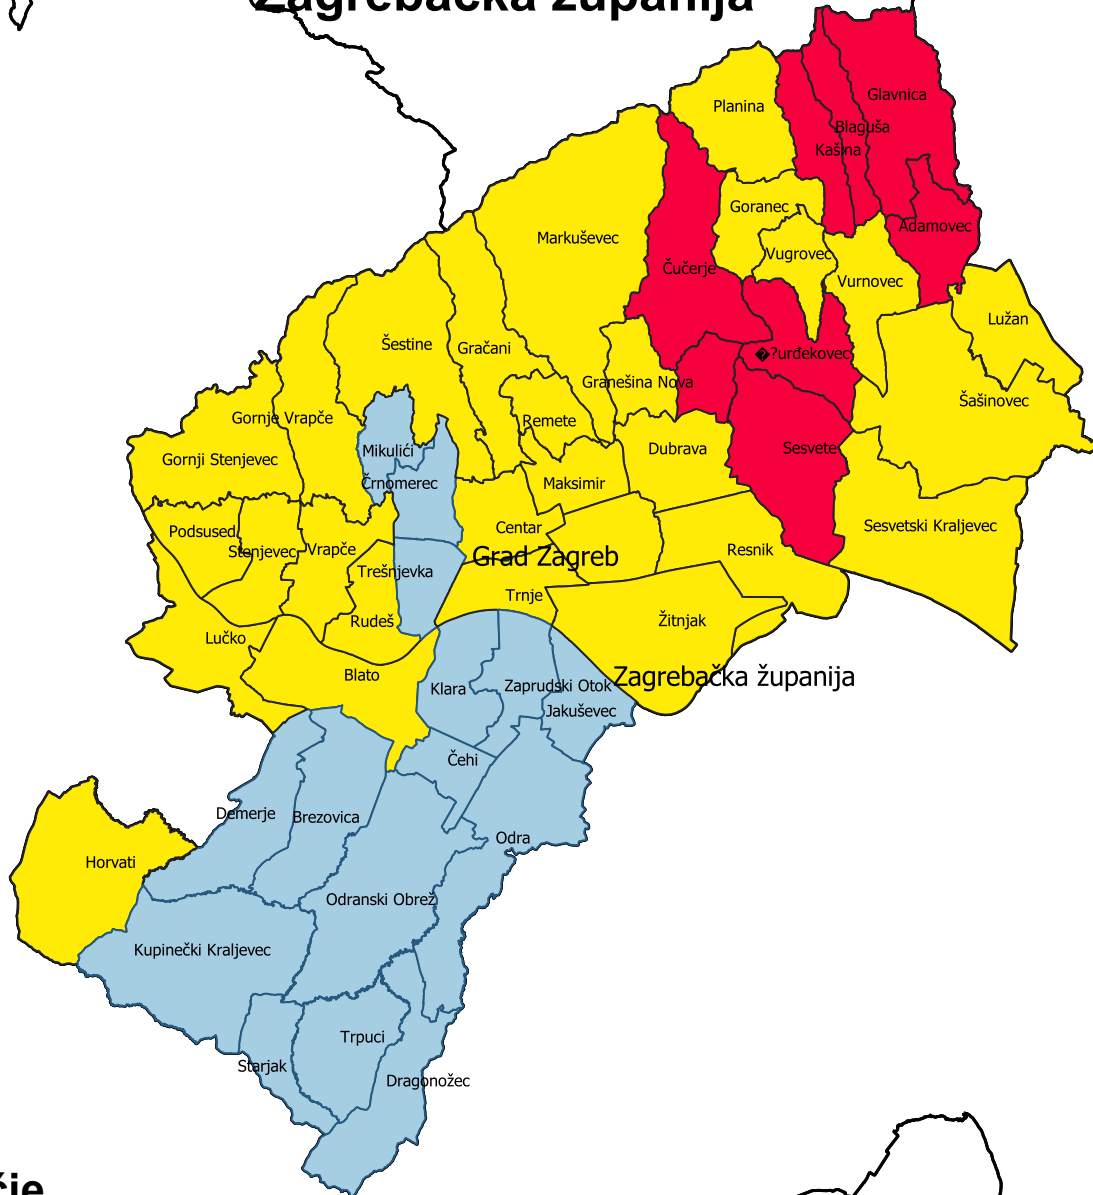 Zagrebačka županija
Glavnica
Planina
Blaguša
Kašina
Goranec
Adamovec
Markuševec
Vugrovec
Čučerje
Vurnovec
Lužan
Šestine
Gračani
�?urđekovec
Granešina Nova
Šašinovec
Gornje Vrapče
Remete
Mikulići
Dubrava
Sesvete
Gornji Stenjevec
Črnomerec
Maksimir
Podsused
Centar
Sesvetski Kraljevec
Stenjevec
Vrapče
Grad Zagreb
Resnik
Trešnjevka
Trnje
Rudeš
Žitnjak
Lučko
Blato
Zagrebačka županija
Klara
Zaprudski Otok
Jakuševec
Čehi
Demerje
Brezovica
Odra
Horvati
Odranski Obrež
Kupinečki Kraljevec
Trpuci
Starjak
Dragonožec